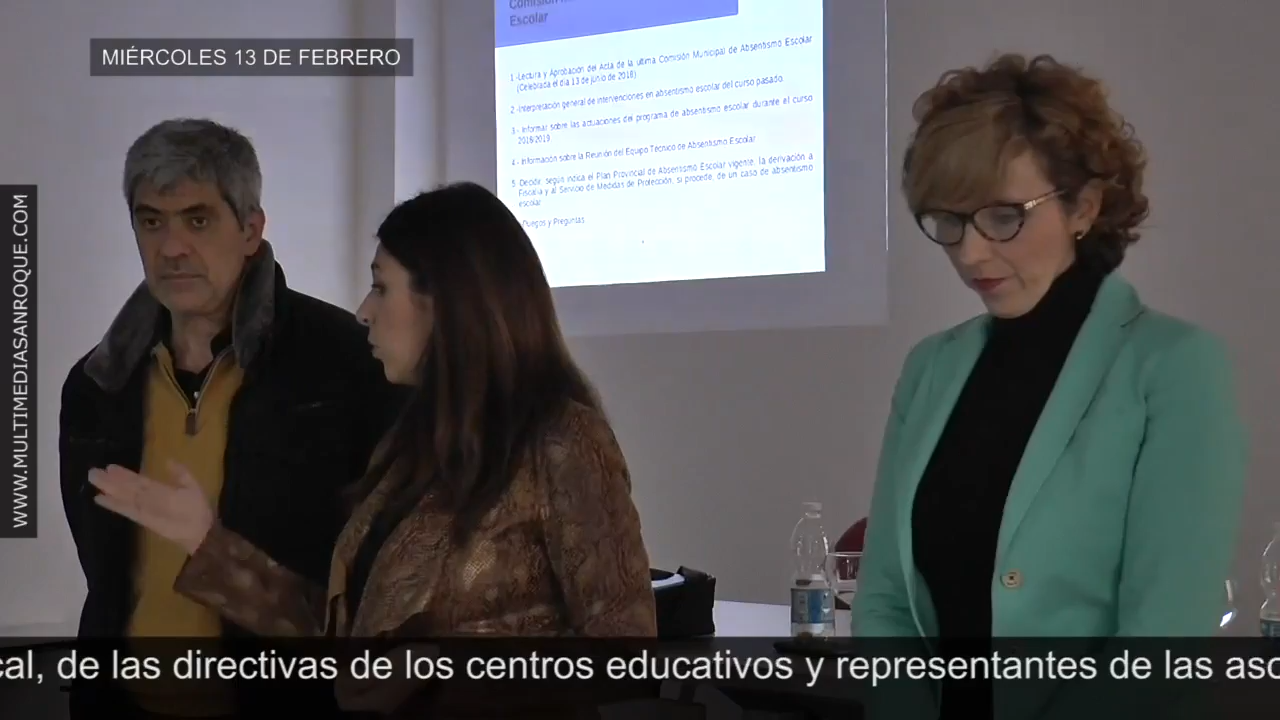 Escolar
MIÉRCOLES 13 DE FEBRERO
1.-Lectura y Aprobación del Acta de la ultima Comisión Municipal de Absentismo Escolar
(Celebrada el dia 13 de junio de 2018)
2.-Interpretación general de intervenciones en absentismo escolar del curso pasado.
3.- Informar sobre las actuaciones del programa de absentismo escolar durante el curso
2018/2019.
4.- Información sobre la Reunión del Equipo Técnico de Absentismo Escolar
5. Decidir, según indica el Plan Provincial de Absentismo Escolar vigente, la derivación a
Fiscalía y al Servicio de Medidas de Protección, si procede, de un caso de absentismo
escolar.
Ruegos y Preguntas
WWW.MULTIMEDIASANROQUE.COM
cal, de las directivas de los centros educativos y representantes de las aso